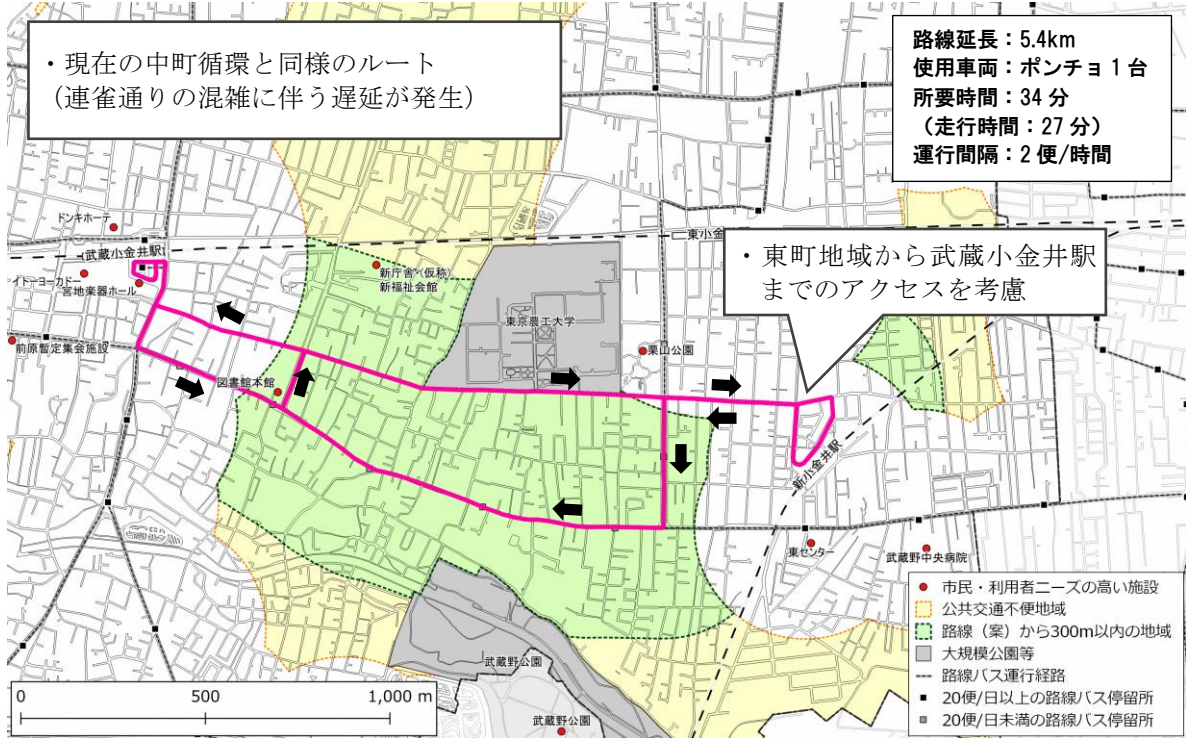 ・現在の中町循環と同様のルート
（連雀通りの混雑に伴う遅延が発生）
路線延長：5.4km
使用車両：ポンチョ1台
所要時間：34分
（走行時間：27分）
運行間隔：2便/時間
ドンキホーテ
武蔵小金井駅
イトーヨーカドー
宮地楽器ホール
新庁舎・(仮称)
新福祉会館
東小金
・東町地域から武蔵小金井駅
までのアクセスを考慮
東京農工大学
栗山公園
前原暫定集会施設
図書館本館
新小金井駅
東センター
武蔵野中央病院
武蔵野公園
武蔵野公園
0 500 1,000 m
市民・利用者ニーズの高い施設
公共交通不便地域
路線（案）から300m以内の地域
大規模公園等
路線バス運行経路
20便/日以上の路線バス停留所
20便/日未満の路線バス停留所